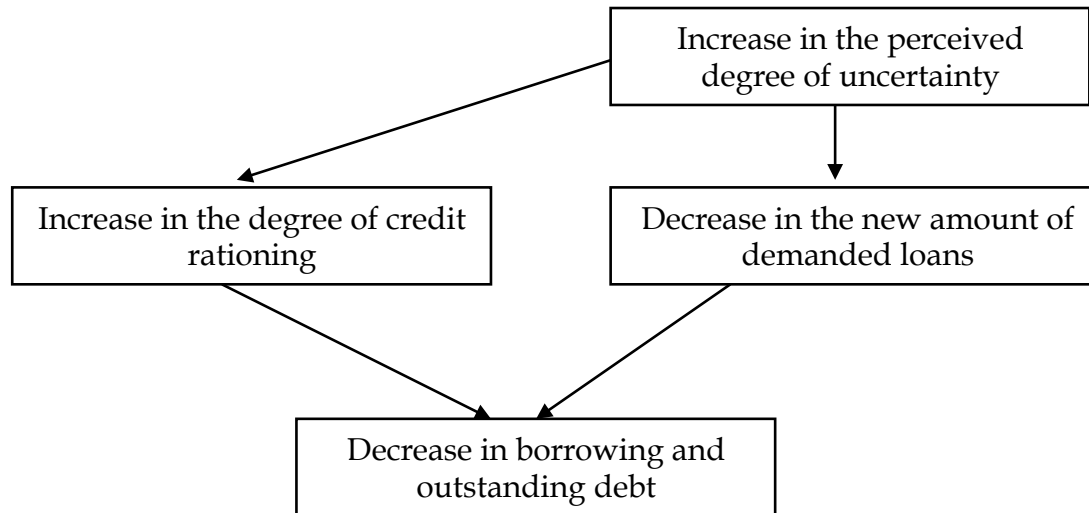 Increase in the perceived
degree of uncertainty
Increase in the degree of credit
rationing
Decrease in the new amount of
demanded loans
Decrease in borrowing and
outstanding debt